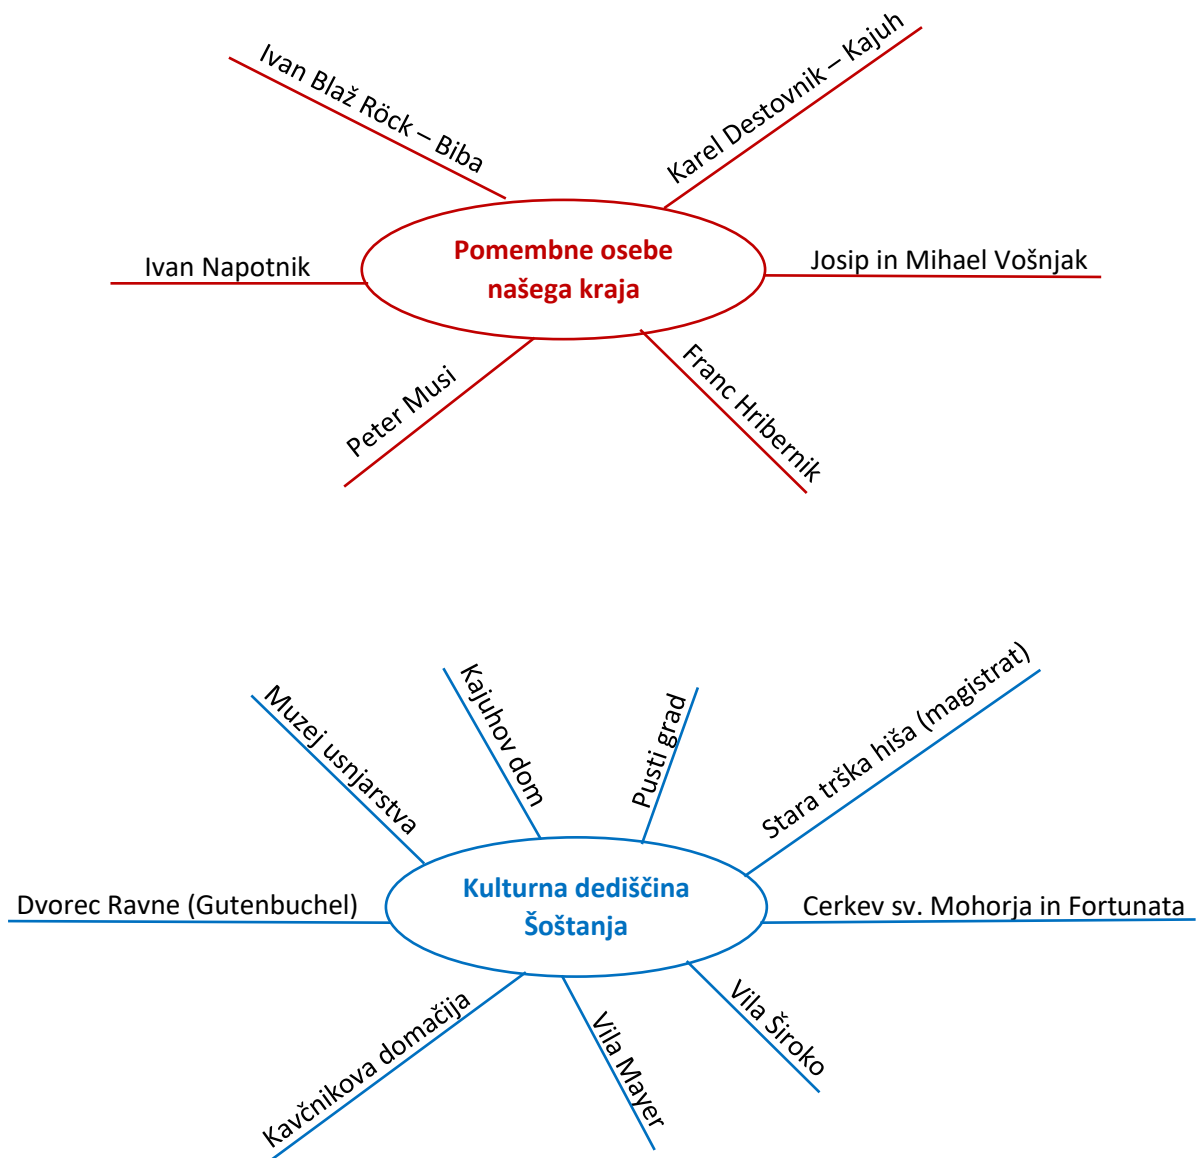 Ivan Blaž Röck – Biba
Karel Destovnik – Kajuh
Pomembne osebe
našega kraja
Ivan Napotnik
Josip in Mihael Vošnjak
Peter Musi
Franc Hribernik
Muzej usnjarstva
Kajuhov dom
Pusti grad
Stara trška hiša (magistrat)
Kulturna dediščina
Šoštanja
Dvorec Ravne (Gutenbuchel)
Cerkev sv. Mohorja in Fortunata
Kavčnikova domačija
Vila Mayer
Vila Široko